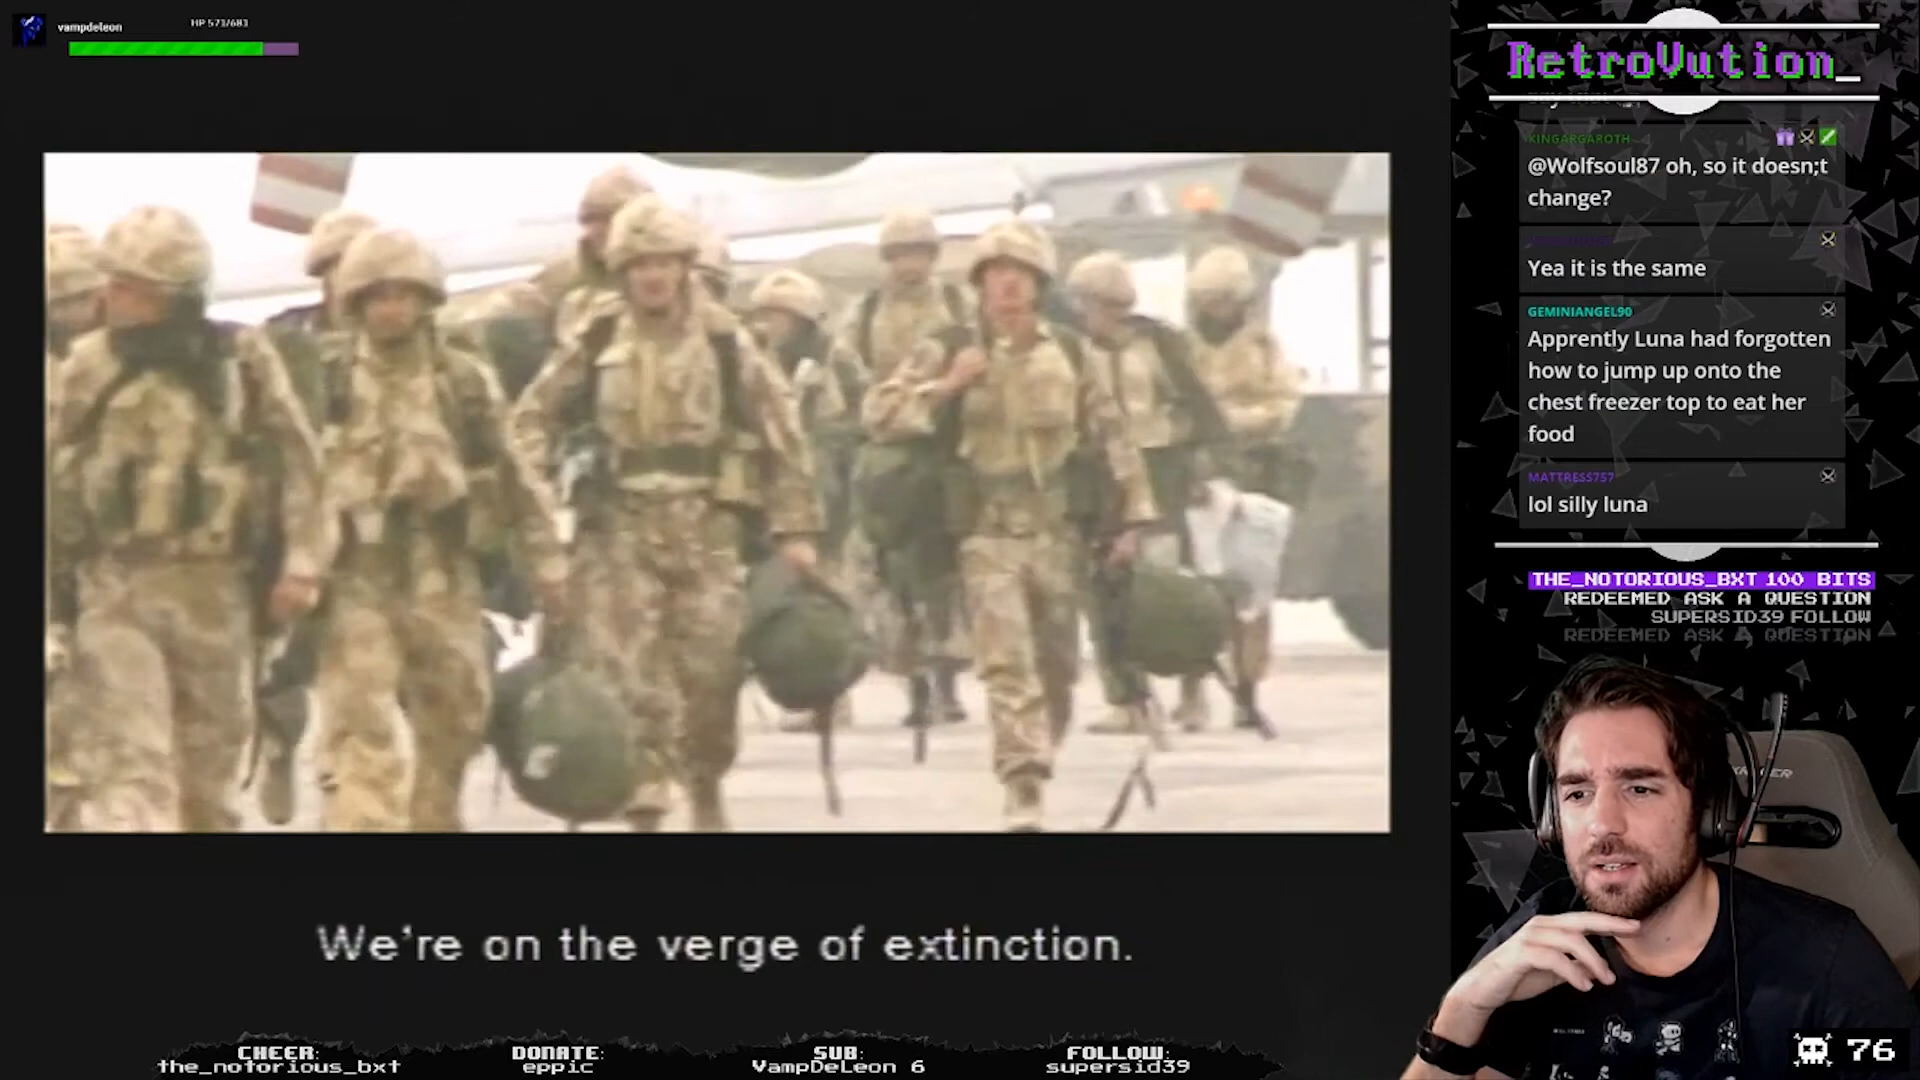 vampdeleon
HP 571/681
RetroVution_
KINGARGAROTH
@Wolfsoul87 oh, so it doesn;t
change?
Yea it is the same
GEMINIANGEL90
Apprently Luna had forgotten
how to jump up onto the
chest freezer top to eat her
food
MATTRESS757
lol silly luna
THE_NOTORIOUS_BXT 100 BITS
REDEEMED ASK A QUESTION
SUPERSID39 FOLLOW
REDEEMED ASK A QUESTION
We're on the verge of extinction.
CHEER:
the_notorious_bxt
DONATE:
eppic
SUB:
VampDeLeon 6
FOLLOW:
supersid39
76